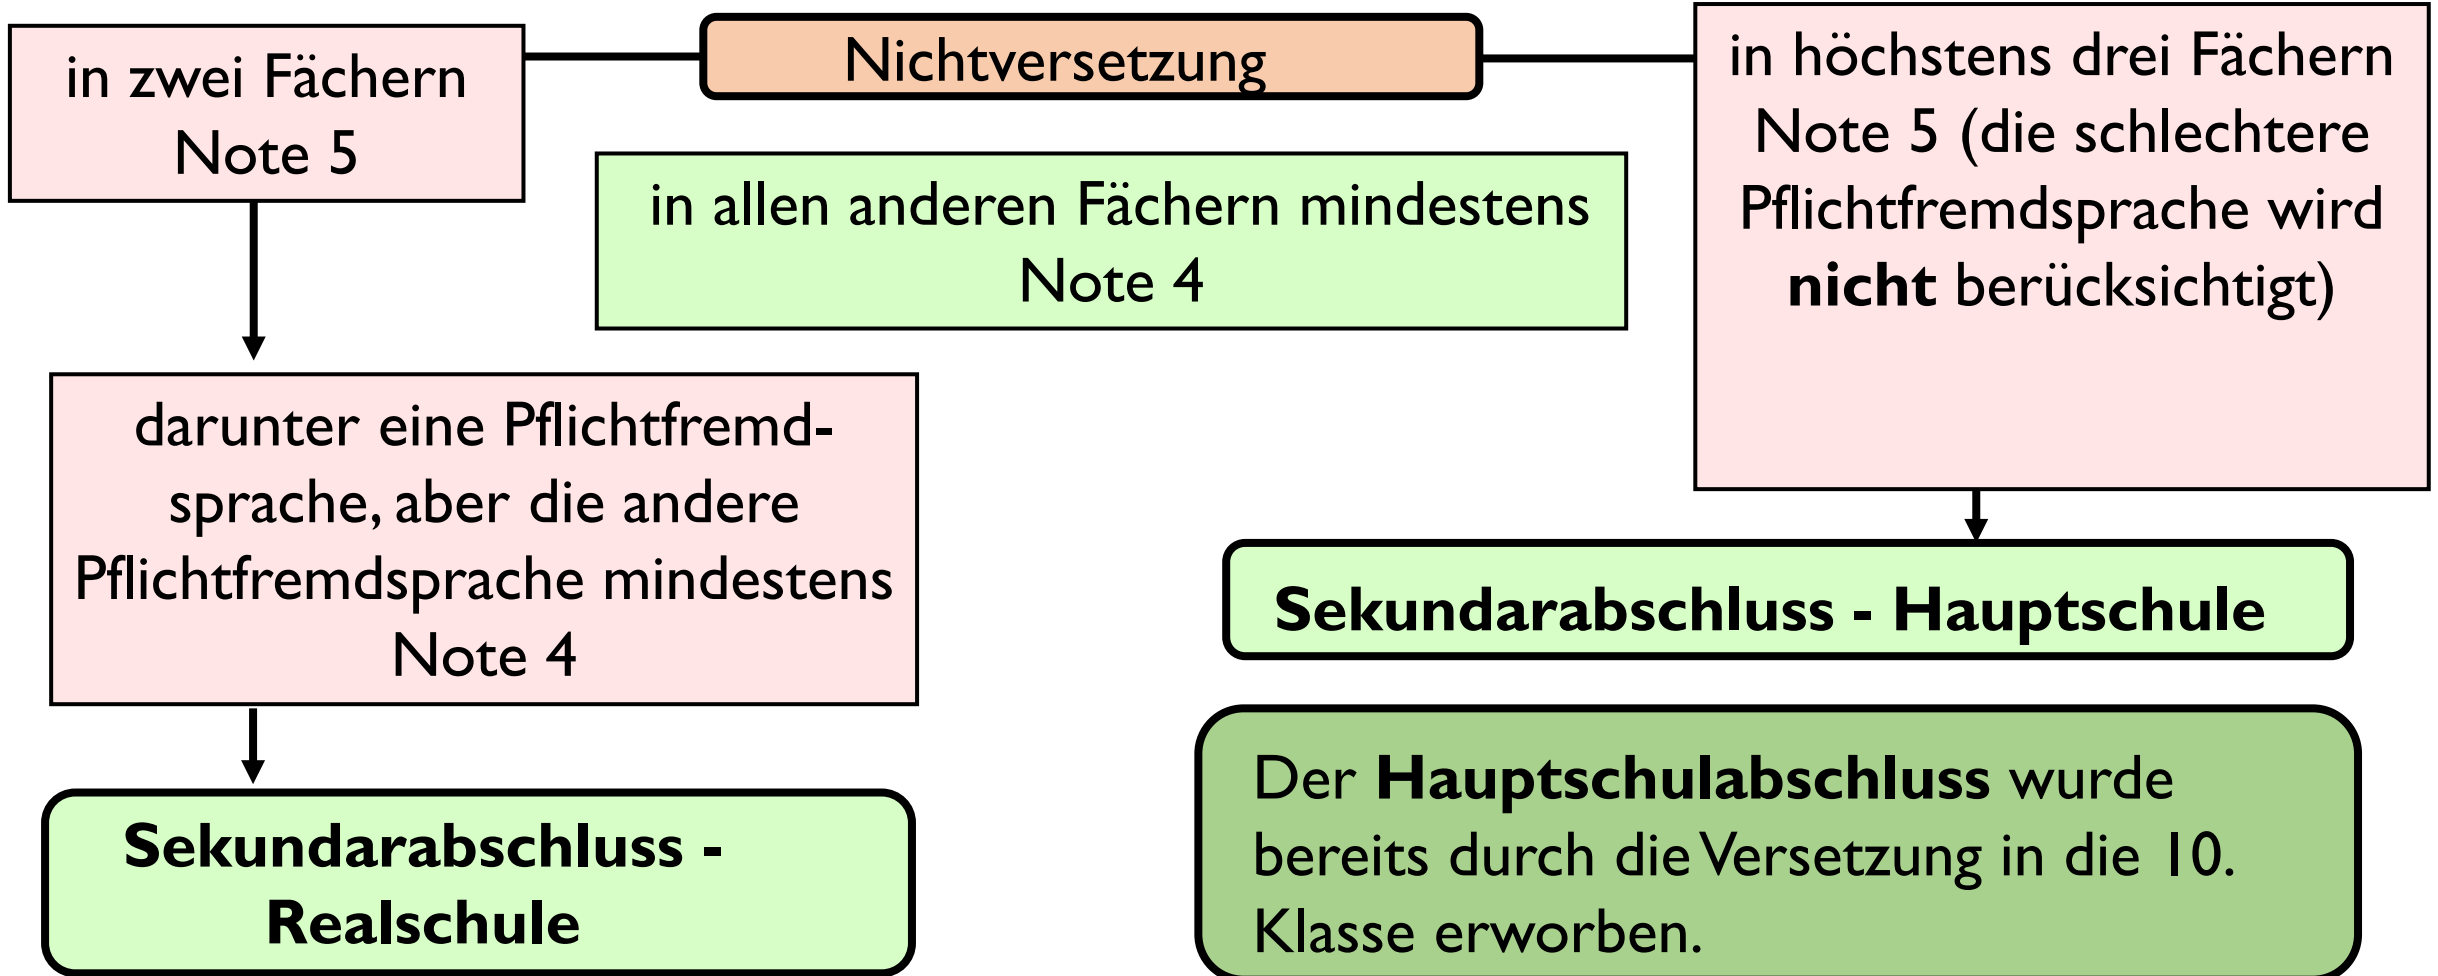 in zwei Fächern
Note 5
Nichtversetzung
in höchstens drei Fächern
Note 5 (die schlechtere
Pflichtfremdsprache wird
nicht berücksichtigt)
in allen anderen Fächern mindestens
Note 4
darunter eine Pflichtfremd-
sprache, aber die andere
Pflichtfremdsprache mindestens
Note 4
Sekundarabschluss -
Realschule
Sekundarabschluss - Hauptschule
Der Hauptschulabschluss wurde
bereits durch die Versetzung in die 10.
Klasse erworben.